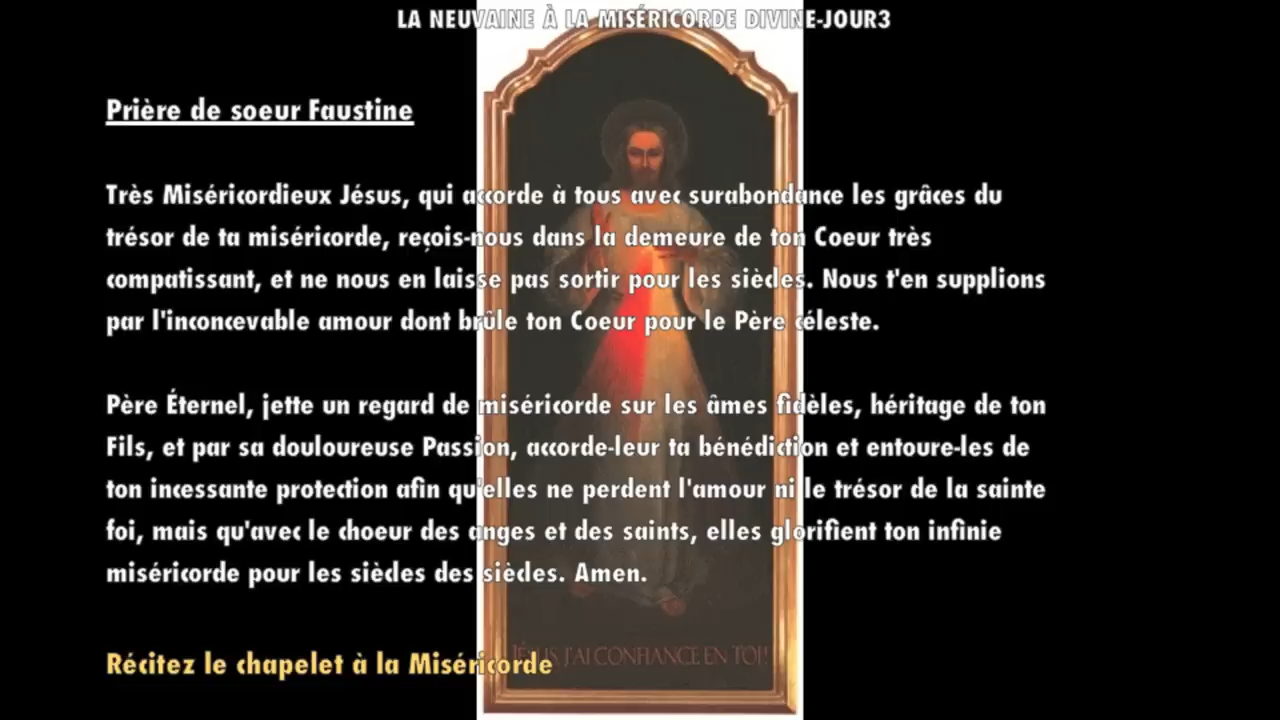 LA NEUVAINE À LA MISÉRICORDE DIVINE-JOUR3
Prière de soeur Faustine
Très Miséricordieux Jésus, qui accorde à tous avec surabondance les grâces du
trésor de ta miséricorde, reçois-nous dans la demeure de ton Coeur très
compatissant, et ne nous en laisse pas sortir pour les siècles. Nous t'en supplions
par l'inconcevable amour dont brûle ton Coeur pour le Père céleste.
Père Éternel, jette un regard de miséricorde sur les âmes fidèles, héritage de ton
Fils, et par sa douloureuse Passion, accorde-leur ta bénédiction et entoure-les de
ton incessante protection afin qu'elles ne perdent l'amour ni le trésor de la sainte
foi, mais qu'avec le choeur des anges et des saints, elles glorifient ton infinie
miséricorde pour les siècles des siècles. Amen.
JÉSUS J'AI CONFIANCE EN TOI!
Récitez le chapelet à la Miséricorde